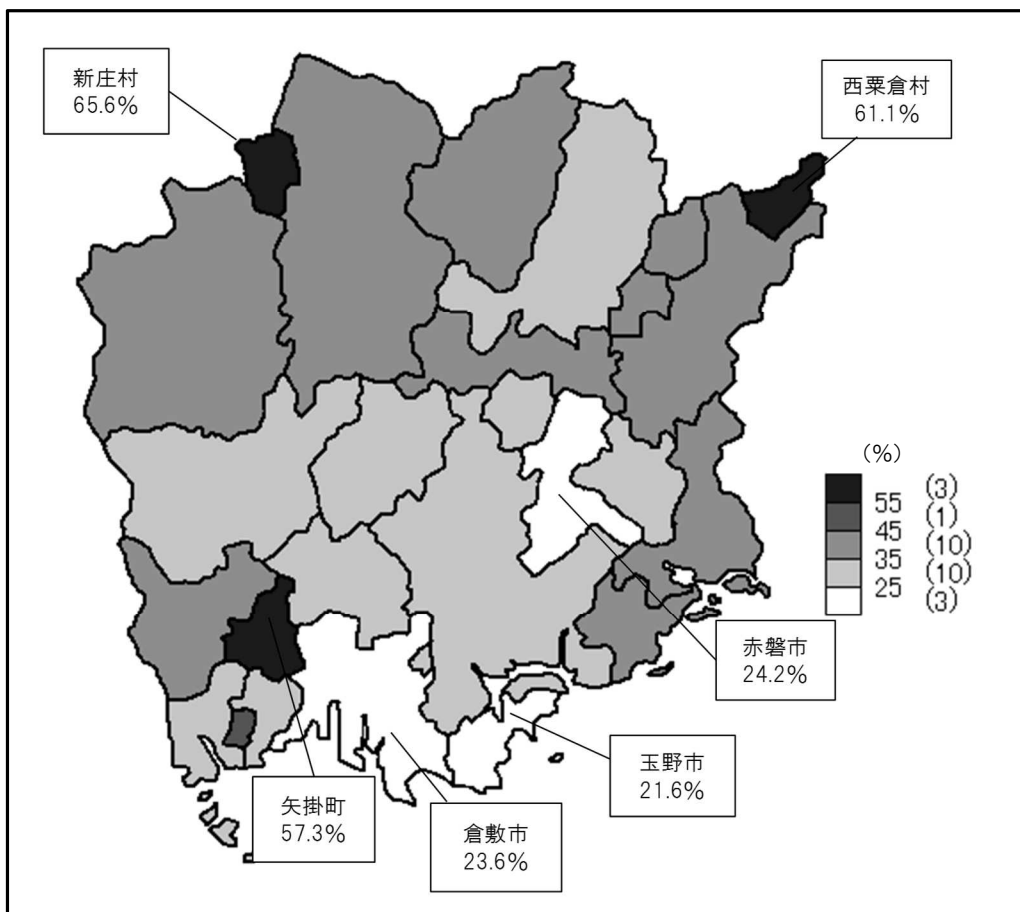 新庄村
65.6%
西粟倉村
61.1%
(%)
55
45
35
25
(3)
(1)
(10)
(10)
(3)
赤磐市
24.2%
玉野市
21.6%
矢掛町
57.3%
倉敷市
23.6%